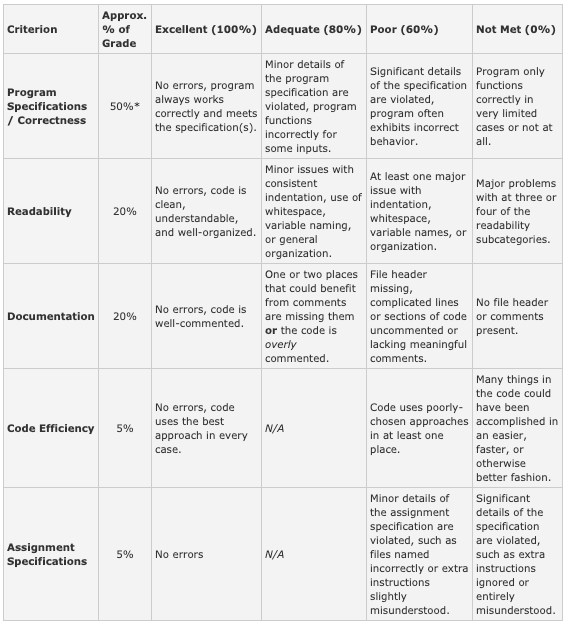 Criterion
Approx.
% of
Grade
Excellent (100%)
Adequate (80%)
Poor (60%)
Not Met (0%)
Program
Specifications
/ Correctness
50%*
No errors, program
always works
correctly and meets
the specification(s).
Minor details of
the program
specification are
violated, program
functions
incorrectly for
some inputs.
Significant details
of the specification
are violated,
program often
exhibits incorrect
behavior.
Program only
functions
correctly in
very limited
cases or not at
all.
Readability
20%
No errors, code is
clean,
understandable,
and well-organized.
Minor issues with
consistent
indentation, use of
whitespace,
variable naming,
or general
organization.
At least one major
issue with
indentation,
whitespace,
variable names, or
organization.
Major problems
with at three or
four of the
readability
subcategories.
Documentation
20%
No errors, code is
well-commented.
One or two places
that could benefit
from comments
are missing them
or the code is
overly
commented.
File header
missing,
complicated lines
or sections of code
uncommented or
lacking meaningful
comments.
No file header
or comments
present.
Code Efficiency
5%
No errors, code
uses the best
approach in every
case.
N/A
Code uses poorly-
chosen approaches
in at least one
place.
Many things in
the code could
have been
accomplished in
an easier,
faster, or
otherwise
better fashion.
Assignment
Specifications
5%
No errors
N/A
Minor details of
the assignment
specification are
violated, such as
files named
incorrectly or extra
instructions
slightly
misunderstood.
Significant
details of the
specification
are violated,
such as extra
instructions
ignored or
entirely
misunderstood.